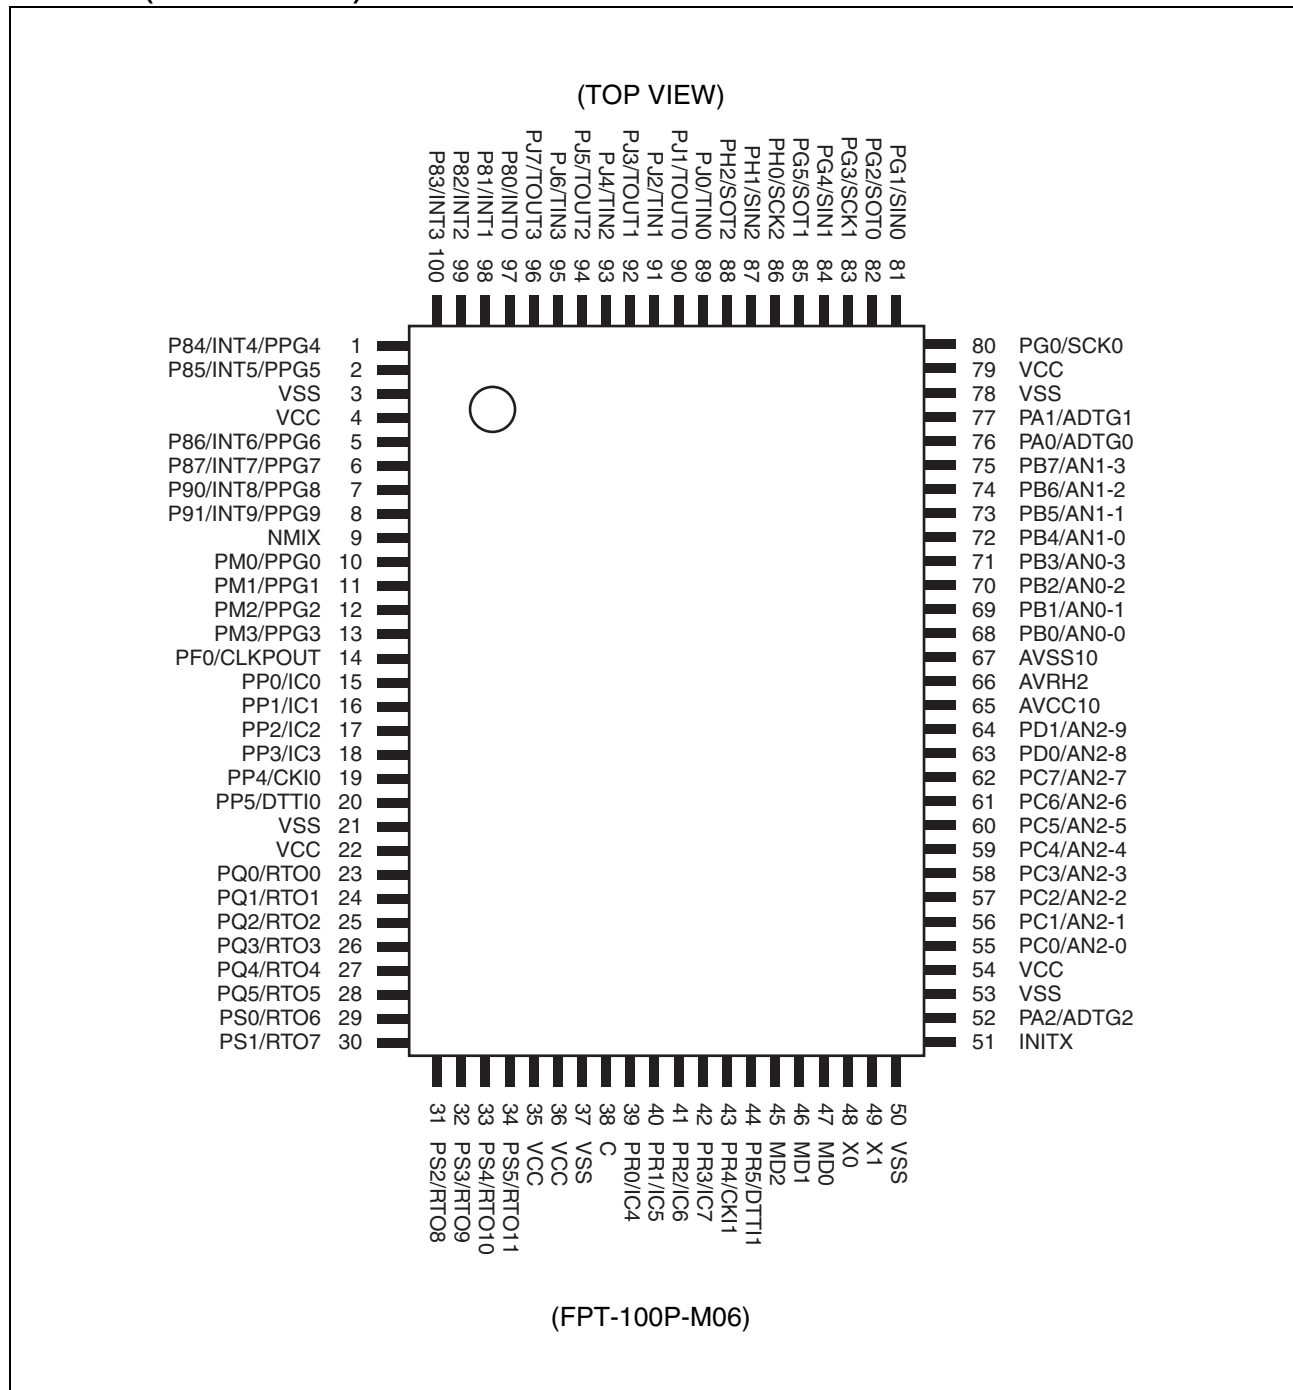 (TOP VIEW)
P83/INT3 100
P82/INT2 99
P81/INT1 98
P80/INT0 97
PJ7/TOUT3 96
PJ6/TIN3 95
PJ5/TOUT2 94
PJ4/TIN2 93
PJ3/TOUT1 92
PJ2/TIN1 91
PJ1/TOUT0 90
PJ0/TIN0 89
PH2/SOT2 88
PH1/SIN2 87
PH0/SCK2 86
PG5/SOT1 85
PG4/SIN1 84
PG3/SCK1 83
PG2/SOT0 82
PG1/SIN0 81
P84/INT4/PPG4 1
P85/INT5/PPG5 2
VSS 3
VCC 4
P86/INT6/PPG6 5
P87/INT7/PPG7 6
P90/INT8/PPG8 7
P91/INT9/PPG9 8
NMIX 9
PM0/PPG0 10
PM1/PPG1 11
PM2/PPG2 12
PM3/PPG3 13
PF0/CLKPOUT 14
PP0/IC0 15
PP1/IC1 16
PP2/IC2 17
PP3/IC3 18
PP4/CKI0 19
PP5/DTTI0 20
VSS 21
VCC 22
PQ0/RTO0 23
PQ1/RTO1 24
PQ2/RTO2 25
PQ3/RTO3 26
PQ4/RTO4 27
PQ5/RTO5 28
PS0/RTO6 29
PS1/RTO7 30
80 PG0/SCK0
79 VCC
78 VSS
77 PA1/ADTG1
76 PA0/ADTG0
75 PB7/AN1-3
74 PB6/AN1-2
73 PB5/AN1-1
72 PB4/AN1-0
71 PB3/AN0-3
70 PB2/AN0-2
69 PB1/AN0-1
68 PB0/AN0-0
67 AVSS10
66 AVRH2
65 AVCC10
64 PD1/AN2-9
63 PD0/AN2-8
62 PC7/AN2-7
61 PC6/AN2-6
60 PC5/AN2-5
59 PC4/AN2-4
58 PC3/AN2-3
57 PC2/AN2-2
56 PC1/AN2-1
55 PC0/AN2-0
54 VCC
53 VSS
52 PA2/ADTG2
51 INITX
31 PS2/RTO8
32 PS3/RTO9
33 PS4/RTO10
34 PS5/RTO11
35 VCC
36 VCC
37 VSS
38 C
39 PR0/IC4
40 PR1/IC5
41 PR2/IC6
42 PR3/IC7
43 PR4/CKI1
44 PR5/DTTI1
45 MD2
46 MD1
47 MD0
48 X0
49 X1
50 VSS
(FPT-100P-M06)